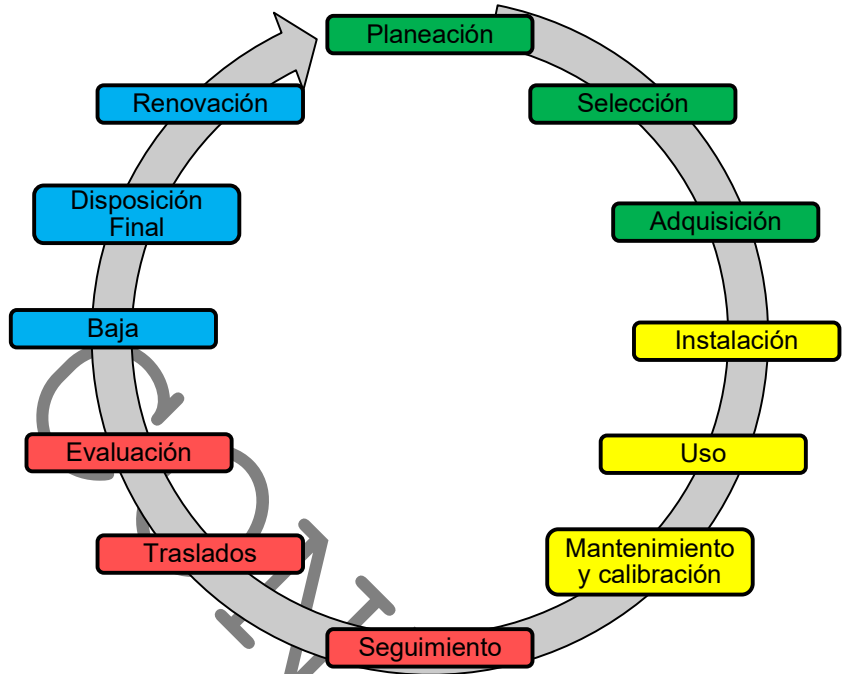 Planeación
Selección
Adquisición
Instalación
Uso
Mantenimiento
y calibración
Seguimiento
Traslados
Evaluación
Baja
Disposición
Final
Renovación